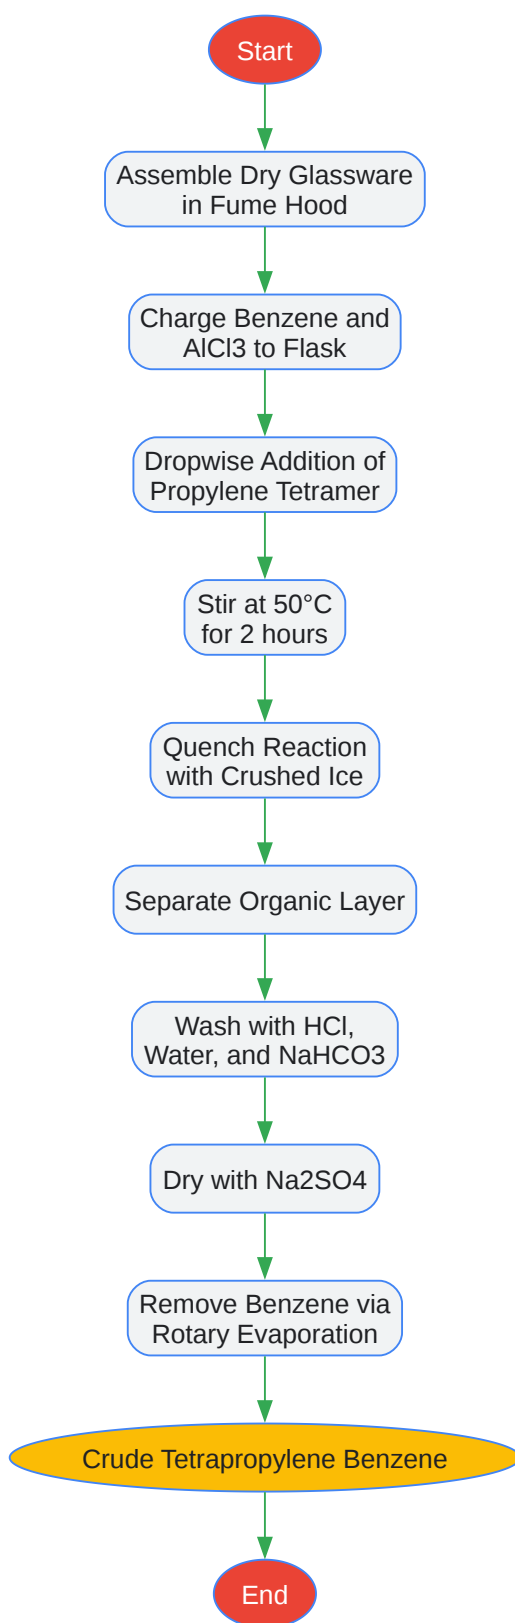 Start
Assemble Dry Glassware
in Fume Hood
Charge Benzene and
AlCl3 to Flask
Dropwise Addition of
Propylene Tetramer
Stir at 50°C
for 2 hours
Quench Reaction
with Crushed Ice
Separate Organic Layer
Wash with HCl,
Water, and NaHCO3
Dry with Na2SO4
Remove Benzene via
Rotary Evaporation
Crude Tetrapropylene Benzene
End